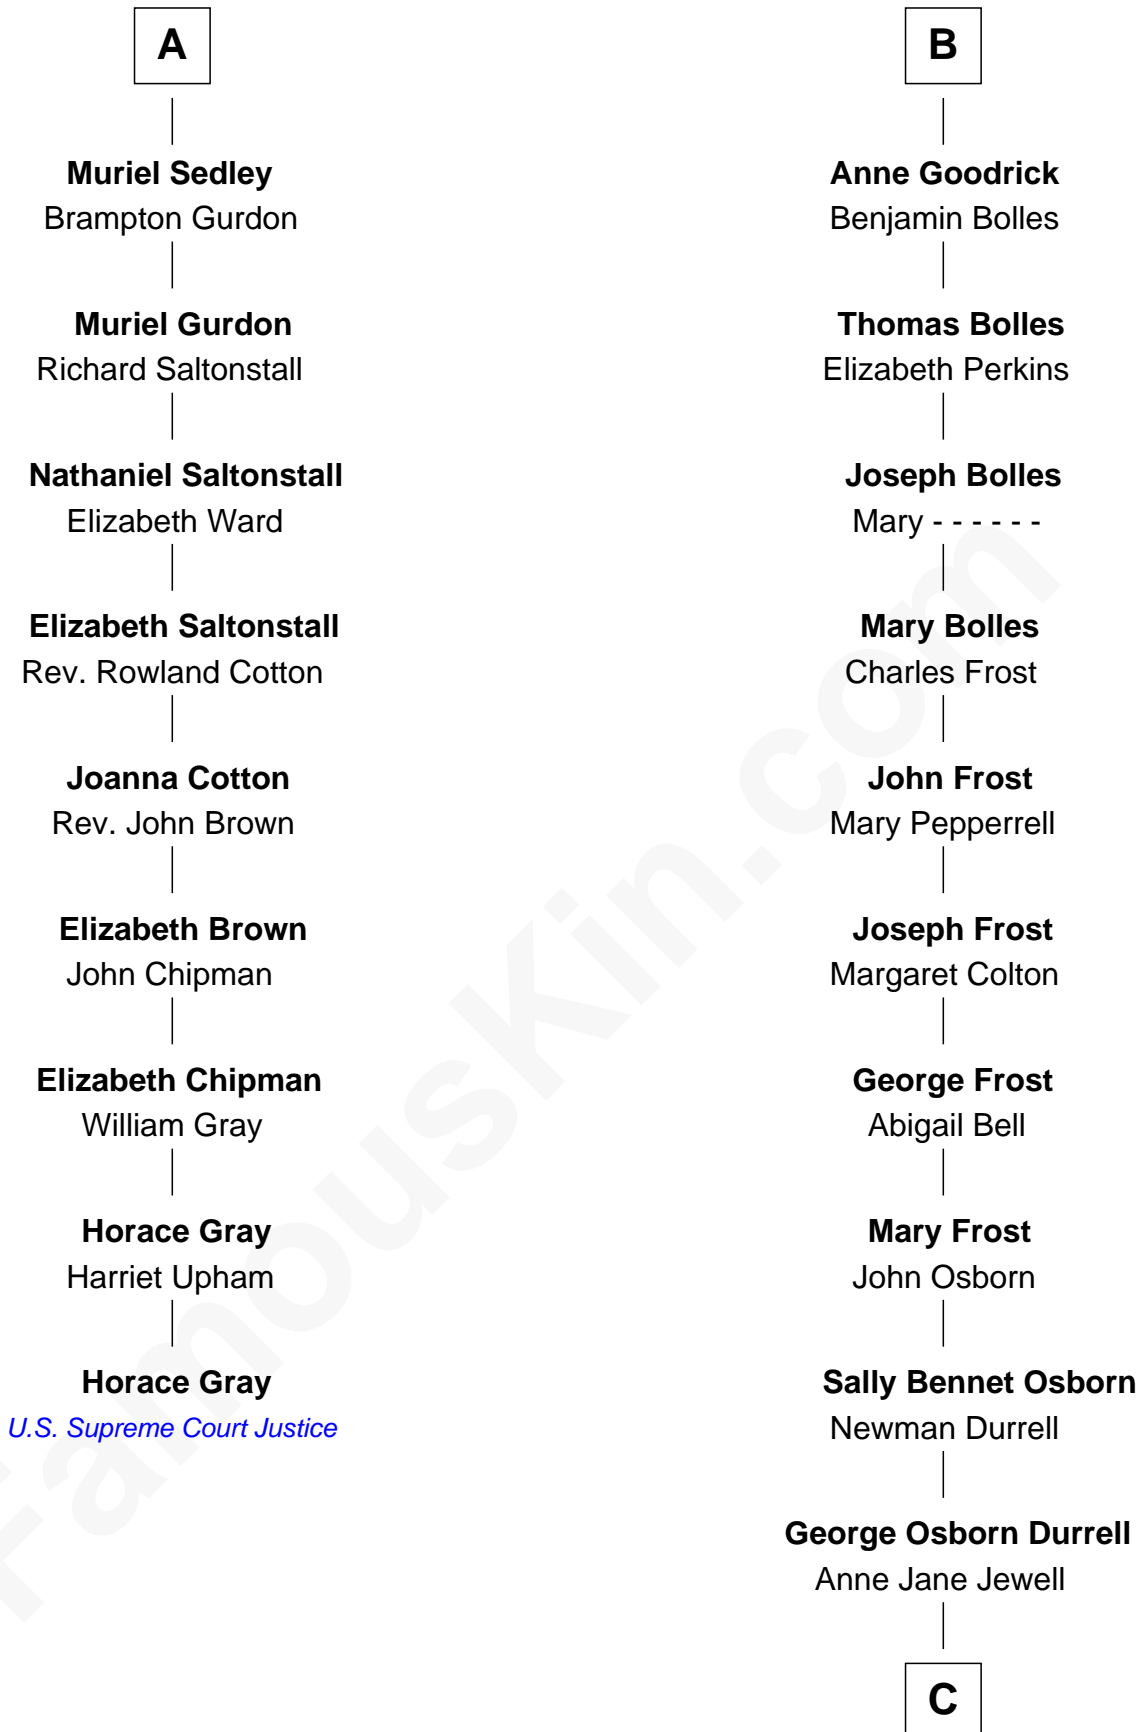 A
Muriel Sedley
Brampton Gurdon
Muriel Gurdon
Richard Saltonstall
Nathaniel Saltonstall
Elizabeth Ward
Elizabeth Saltonstall
Rev. Rowland Cotton
Joanna Cotton
Rev. John Brown
Elizabeth Brown
John Chipman
Elizabeth Chipman
William Gray
Horace Gray
Harriet Upham
Horace Gray
U.S. Supreme Court Justice
B
Anne Goodrick
Benjamin Bolles
Thomas Bolles
Elizabeth Perkins
Joseph Bolles
Mary - - - - - -
Mary Bolles
Charles Frost
John Frost
Mary Pepperrell
Joseph Frost
Margaret Colton
George Frost
Abigail Bell
Mary Frost
John Osborn
Sally Bennet Osborn
Newman Durrell
George Osborn Durrell
Anne Jane Jewell
C
FamousKin.com